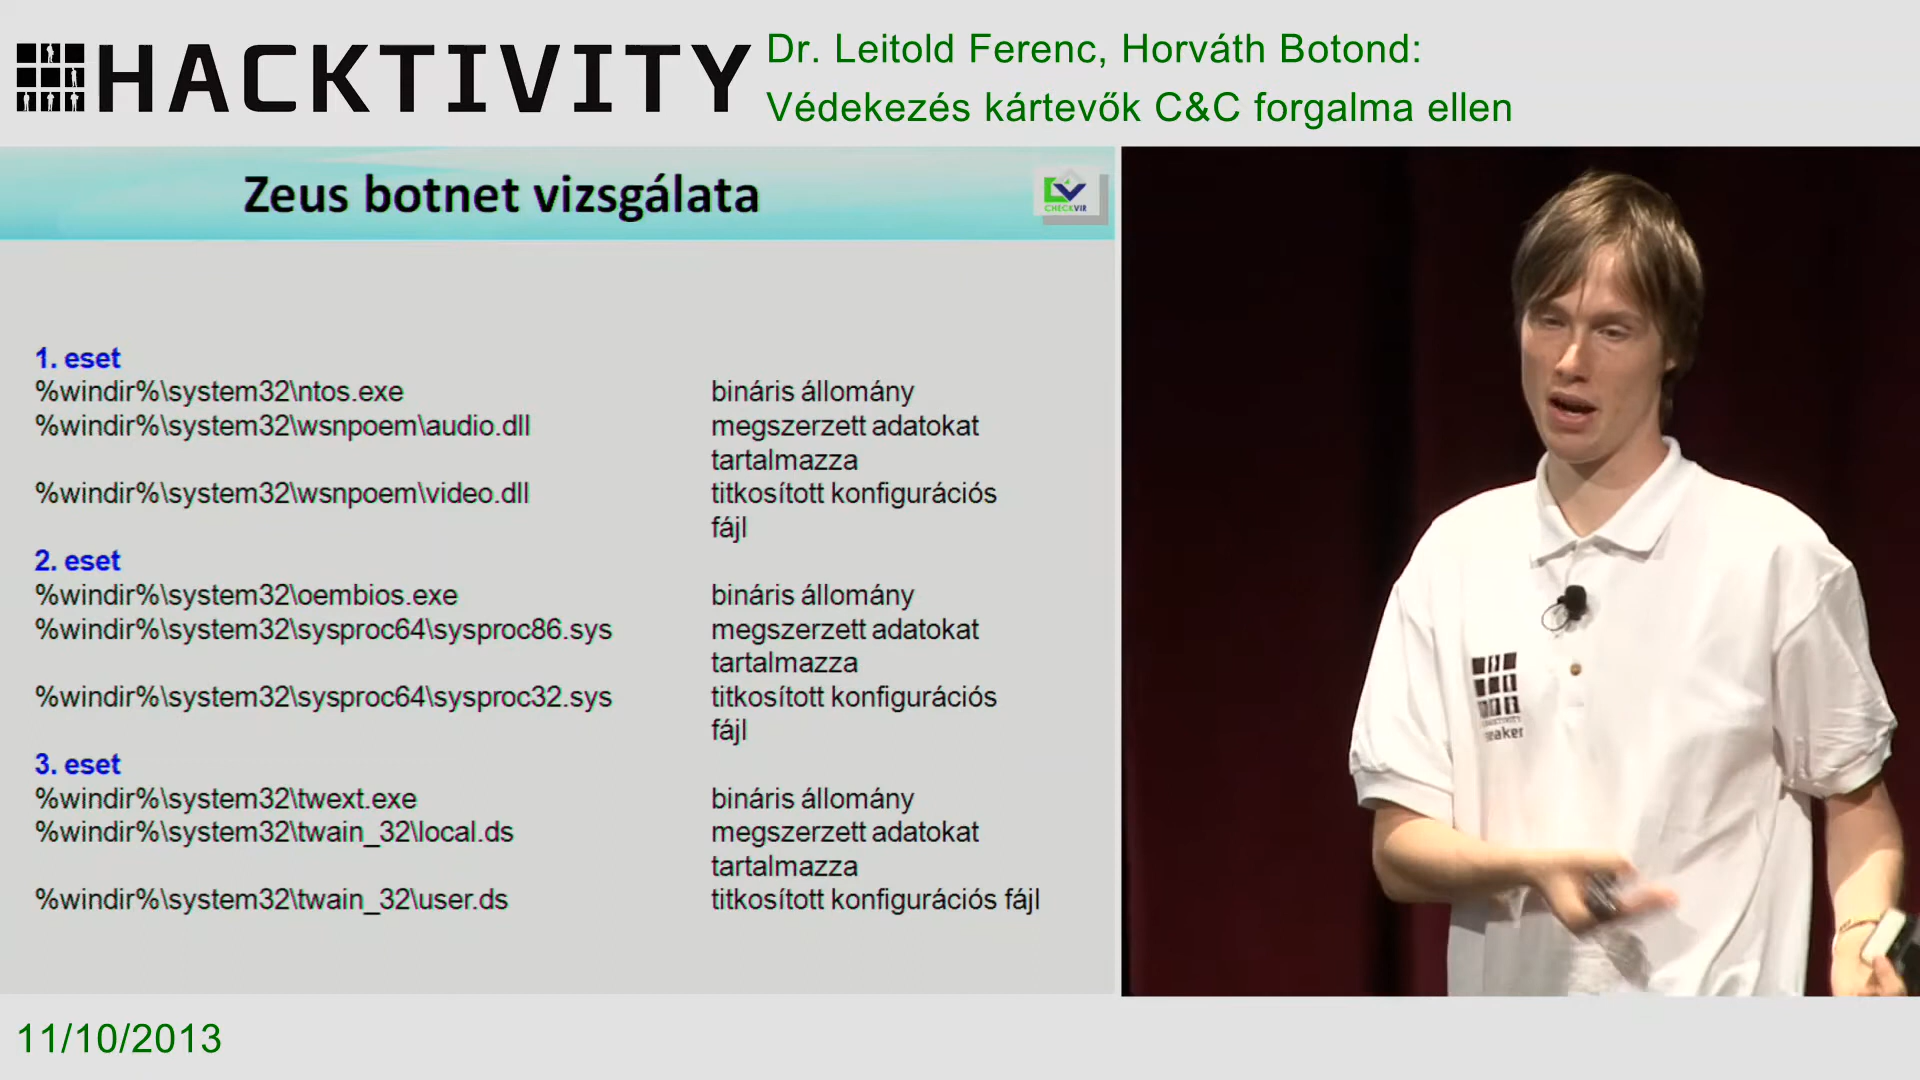 HACKTIVITY
Dr. Leitold Ferenc, Horváth Botond:
Védekezés kártevők C&C forgalma ellen
Zeus botnet vizsgálata
CHECKVIR
1. eset
%windir%\system32\ntos.exe bináris állomány
%windir%\system32\wsnpoem\audio.dll megszerzett adatokat
tartalmazza
%windir%\system32\wsnpoem\video.dll titkosított konfigurációs
fájl
2. eset
%windir%\system32\oembios.exe bináris állomány
%windir%\system32\sysproc64\sysproc86.sys megszerzett adatokat
tartalmazza
%windir%\system32\sysproc64\sysproc32.sys titkosított konfigurációs
fájl
3. eset
%windir%\system32\twext.exe bináris állomány
%windir%\system32\twain_32\local.ds megszerzett adatokat
tartalmazza
%windir%\system32\twain_32\user.ds titkosított konfigurációs fájl
11/10/2013